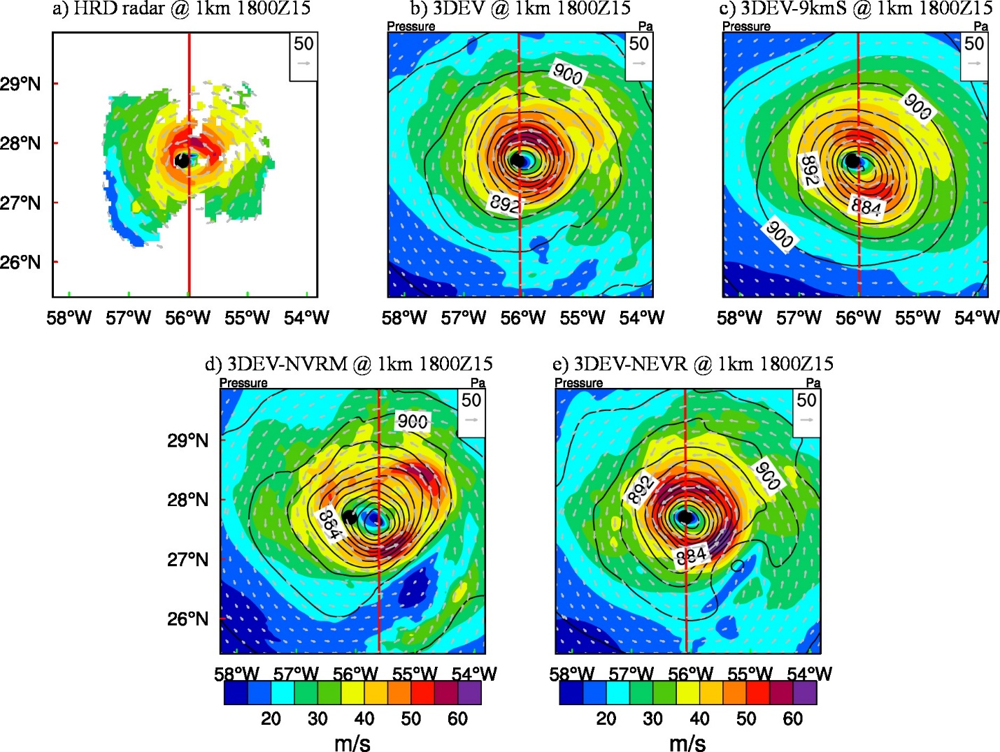 a) HRD radar @ 1km 1800Z15
b) 3DEV @ 1km 1800Z15
c) 3DEV-9kmS @ 1km 1800Z15
Pressure Pa
Pressure Pa
50
50
50
29°N
28°N
27°N
26°N
900
892
900
892
884
900
58°W 57°W 56°W 55°W 54°W
58°W 57°W 56°W 55°W 54°W
58°W 57°W 56°W 55°W 54°W
d) 3DEV-NVRM @ 1km 1800Z15
e) 3DEV-NEVR @ 1km 1800Z15
Pressure Pa
Pressure Pa
50
50
29°N
28°N
27°N
26°N
900
884
900
892
884
58°W 57°W 56°W 55°W 54°W
58°W 57°W 56°W 55°W 54°W
20 30 40 50 60
20 30 40 50 60
m/s
m/s